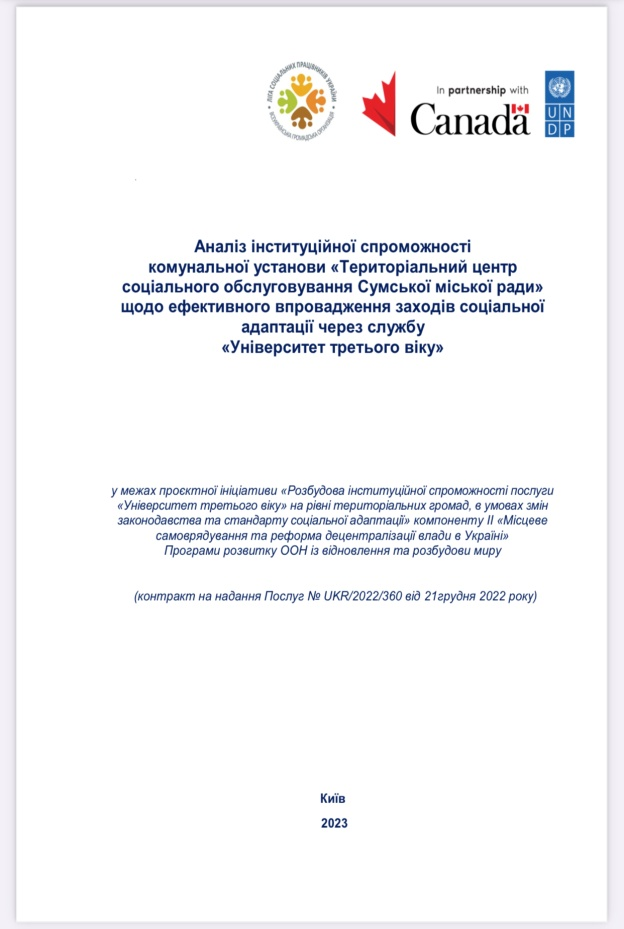 ЛІГА СОЦІАЛЬНИХ ПРАЦІВНИКІВ УКРАЇНИ
ВСЕУКРАЇНСЬКА ГРОМАДСЬКА ОРГАНІЗАЦІЯ
In partnership with
Canada
UN
DP
Аналіз інституційної спроможності
комунальної установи «Територіальний центр
соціального обслуговування Сумської міської ради»
щодо ефективного впровадження заходів соціальної
адаптації через службу
«Університет третього віку»
у межах проєктної ініціативи «Розбудова інституційної спроможності послуги
«Університет третього віку» на рівні територіальних громад, в умовах змін
законодавства та стандарту соціальної адаптації» компоненту ІІ «Місцеве
самоврядування та реформа децентралізації влади в Україні»
Програми розвитку ООН із відновлення та розбудови миру
(контракт на надання Послуг № UKR/2022/360 від 21грудня 2022 року)
Київ
2023